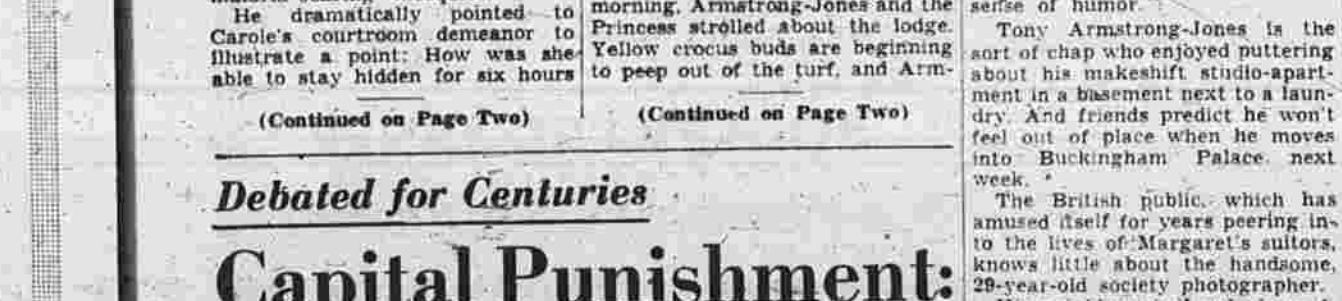 He dramatically pointed to
Carole's courtroom demeanor to
illustrate a point: How was she
able to stay hidden for six hours
(Continued on Page Two)
morning, Armstrong-Jones and the
Princess strolled about the lodge.
Yellow crocus buds are beginning
to peep out of the turf, and Arm-
(Continued on Page Two)
Debated for Centuries
Capital Punishment:
sense of humor.
Tony Armstrong-Jones is the
sort of chap who enjoyed puttering
about his makeshift studio-apart-
ment in a basement next to a laun-
dry. And friends predict he won't
feel out of place when he moves
into Buckingham Palace next
week.
The British public, which has
amused itself for years peering in-
to the lives of Margaret's suitors,
knows little about the handsome,
29-year-old society photographer.